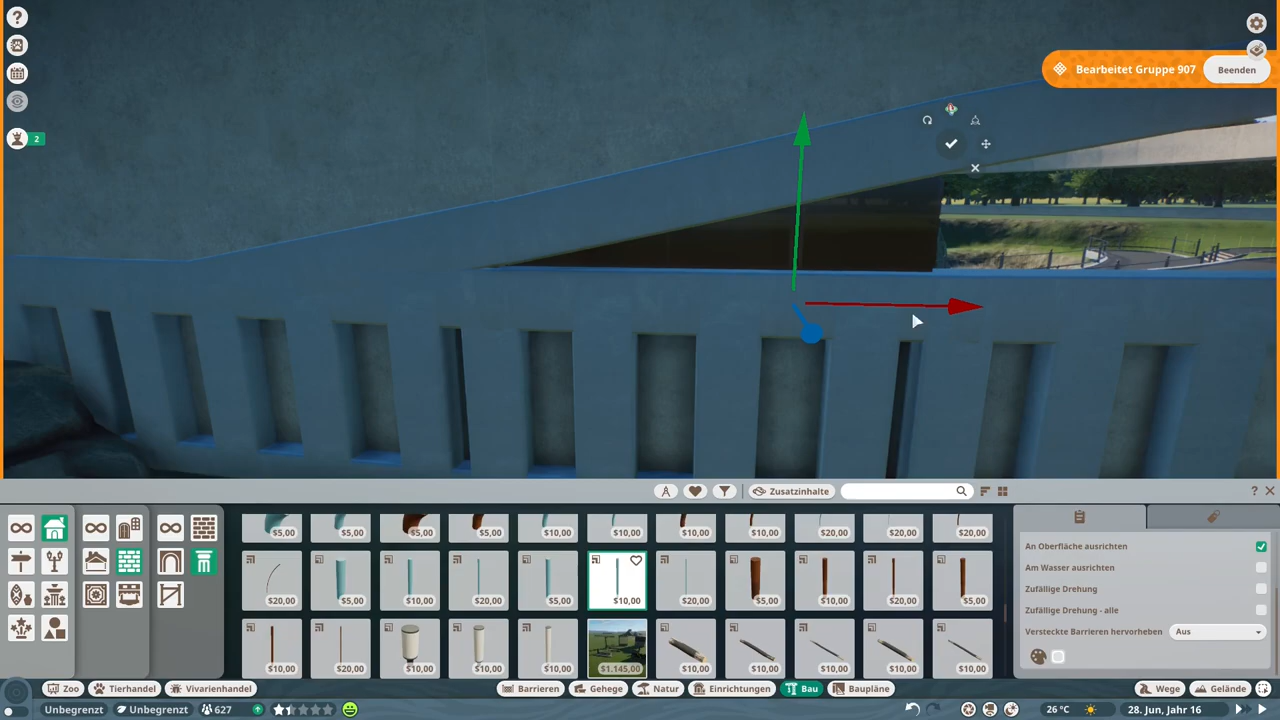 ?
Bearbeitet Gruppe 907 Beenden
2
Zusatzinhalte
? ✕
$5,00 $5,00 $5,00 $5,00 $10,00 $10,00 $10,00 $10,00 $20,00 $20,00 $20,00
$20,00 $5,00 $10,00 $20,00 $5,00 $10,00 $20,00 $5,00 $10,00 $20,00 $5,00
$10,00 $20,00 $10,00 $10,00 $10,00 $1.145,00 $10,00 $10,00 $10,00 $10,00 $10,00
An Oberfläche ausrichten
Am Wasser ausrichten
Zufällige Drehung
Zufällige Drehung - alle
Versteckte Barrieren hervorheben Aus
Zoo Tierhandel Vivarienhandel Barrieren Gehege Natur Einrichtungen Bau Baupläne Wege Gelände
Unbegrenzt Unbegrenzt 627 26 °C 28. Jun, Jahr 16